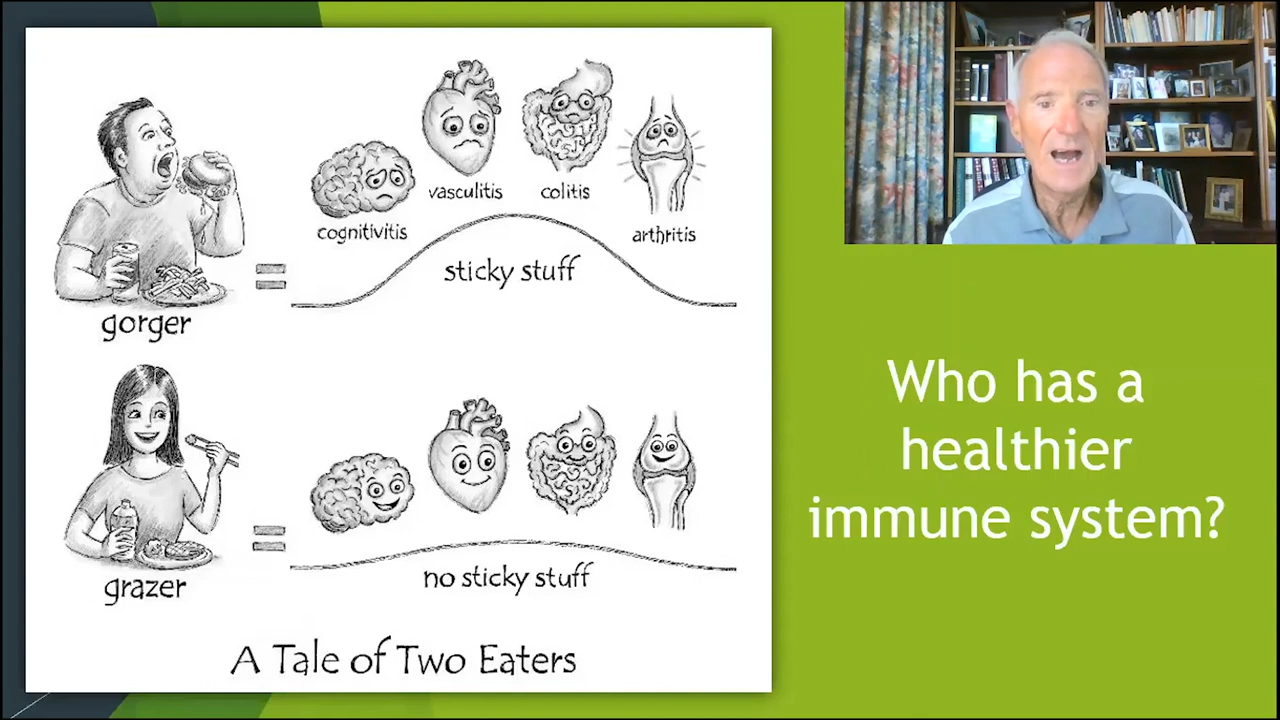 vasculitis
colitis
cognitivitis
arthritis
sticky stuff
=
gorger
=
no sticky stuff
grazer
A Tale of Two Eaters
Who has a
healthier
immune system?